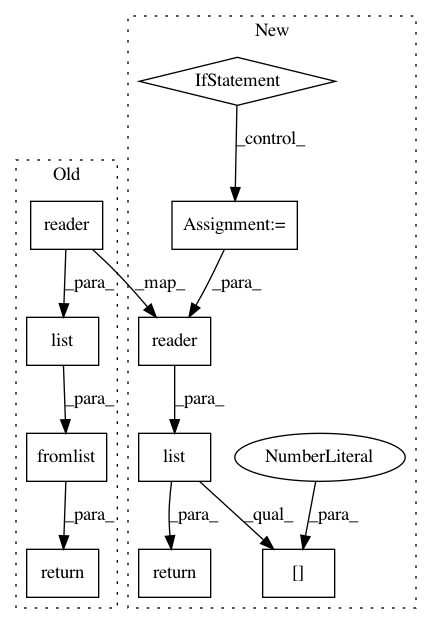 New
IfStatement
_control_
Old
reader
Assignment:=
_para_
_map_
_para_
list
reader
_para_
_para_
fromlist
list
NumberLiteral
_para_
_para_
_qual_
_para_
return
return
[]